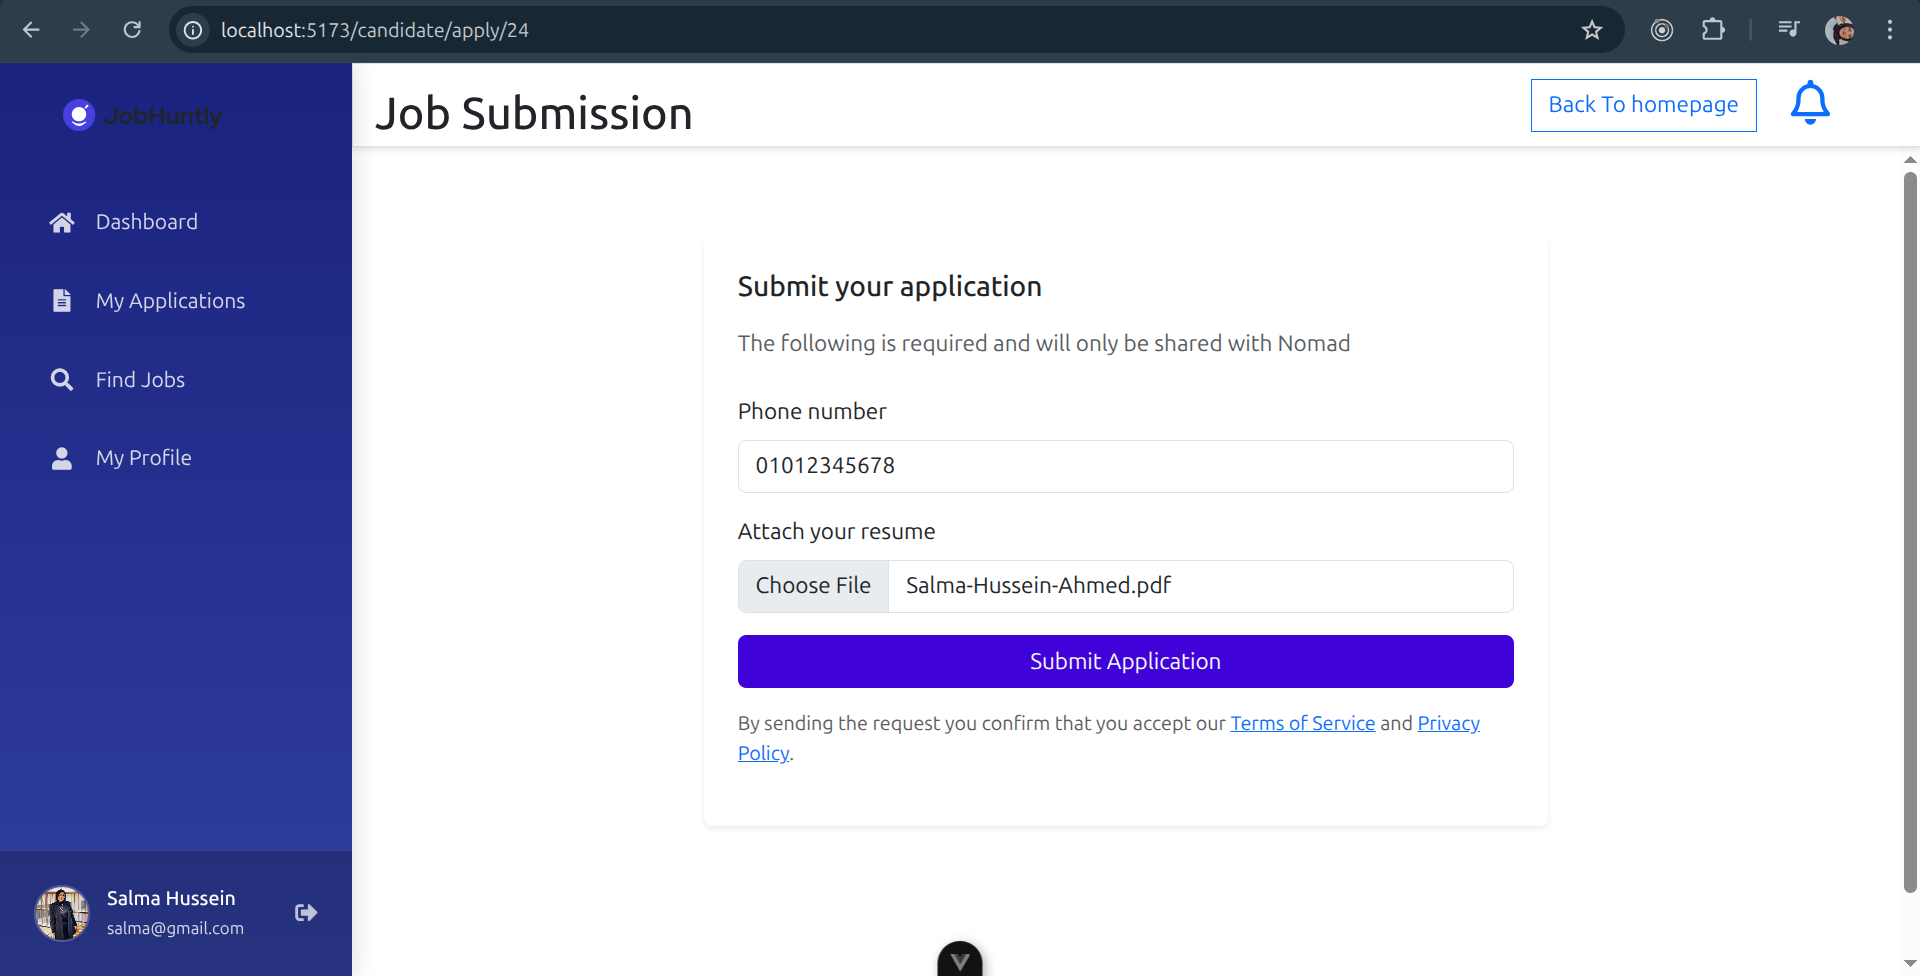 localhost:5173/candidate/apply/24
JobHuntly
Job Submission
Back To homepage
Dashboard
My Applications
Find Jobs
My Profile
Submit your application
The following is required and will only be shared with Nomad
Phone number
01012345678
Attach your resume
Choose File Salma-Hussein-Ahmed.pdf
Submit Application
By sending the request you confirm that you accept our Terms of Service and Privacy
Policy.
Salma Hussein
salma@gmail.com